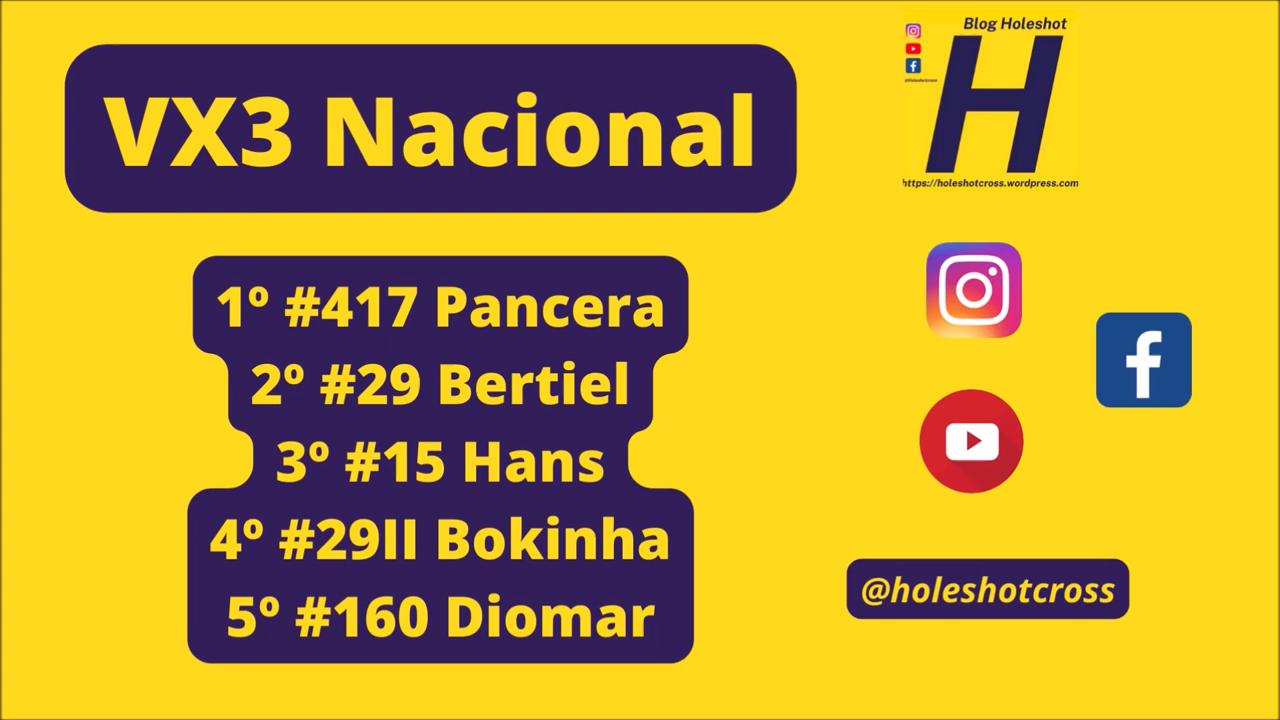 VX3 Nacional
1º #417 Pancera
2º #29 Bertiel
3º #15 Hans
4º #29II Bokinha
5º #160 Diomar
Blog Holeshot
@Holeshotcross
H
https://holeshotcross.wordpress.com
@holeshotcross